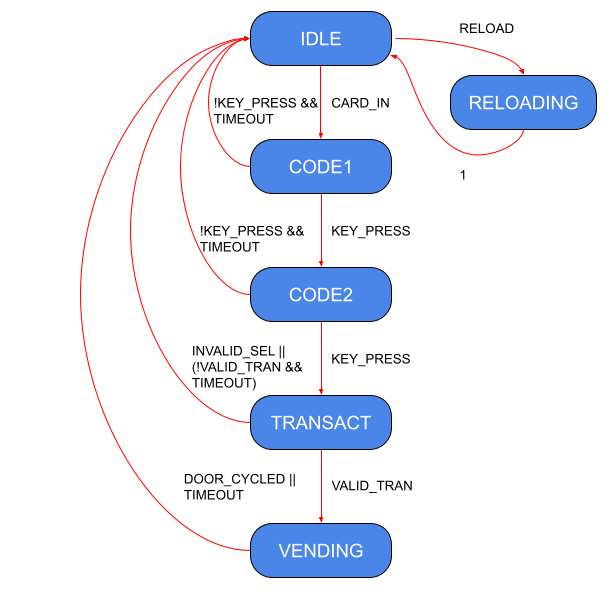 IDLE
RELOAD
RELOADING
!KEY_PRESS &&
TIMEOUT
CARD_IN
CODE1
1
!KEY_PRESS &&
TIMEOUT
KEY_PRESS
CODE2
INVALID_SEL ||
(!VALID_TRAN &&
TIMEOUT)
KEY_PRESS
TRANSACT
DOOR_CYCLED ||
TIMEOUT
VALID_TRAN
VENDING